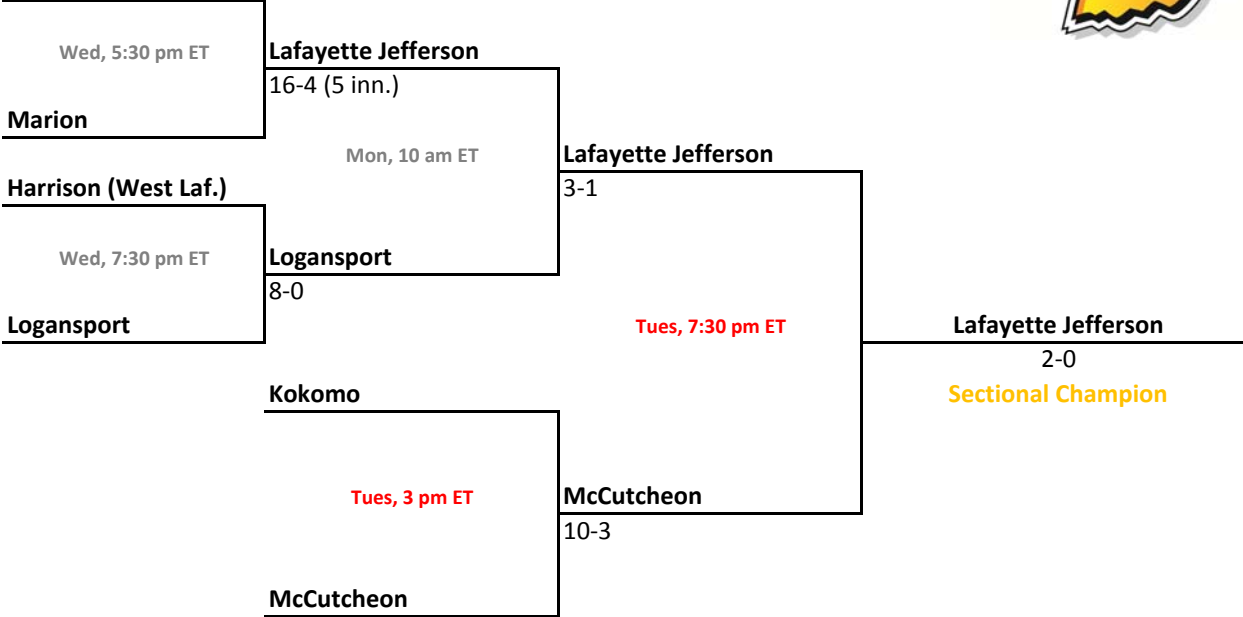 Wed, 5:30 pm ET
Lafayette Jefferson
16-4 (5 inn.)
Marion
Mon, 10 am ET
Lafayette Jefferson
Harrison (West Laf.)
3-1
Wed, 7:30 pm ET
Logansport
8-0
Logansport
Tues, 7:30 pm ET
Lafayette Jefferson
2-0
Kokomo
Sectional Champion
Tues, 3 pm ET
McCutcheon
10-3
McCutcheon